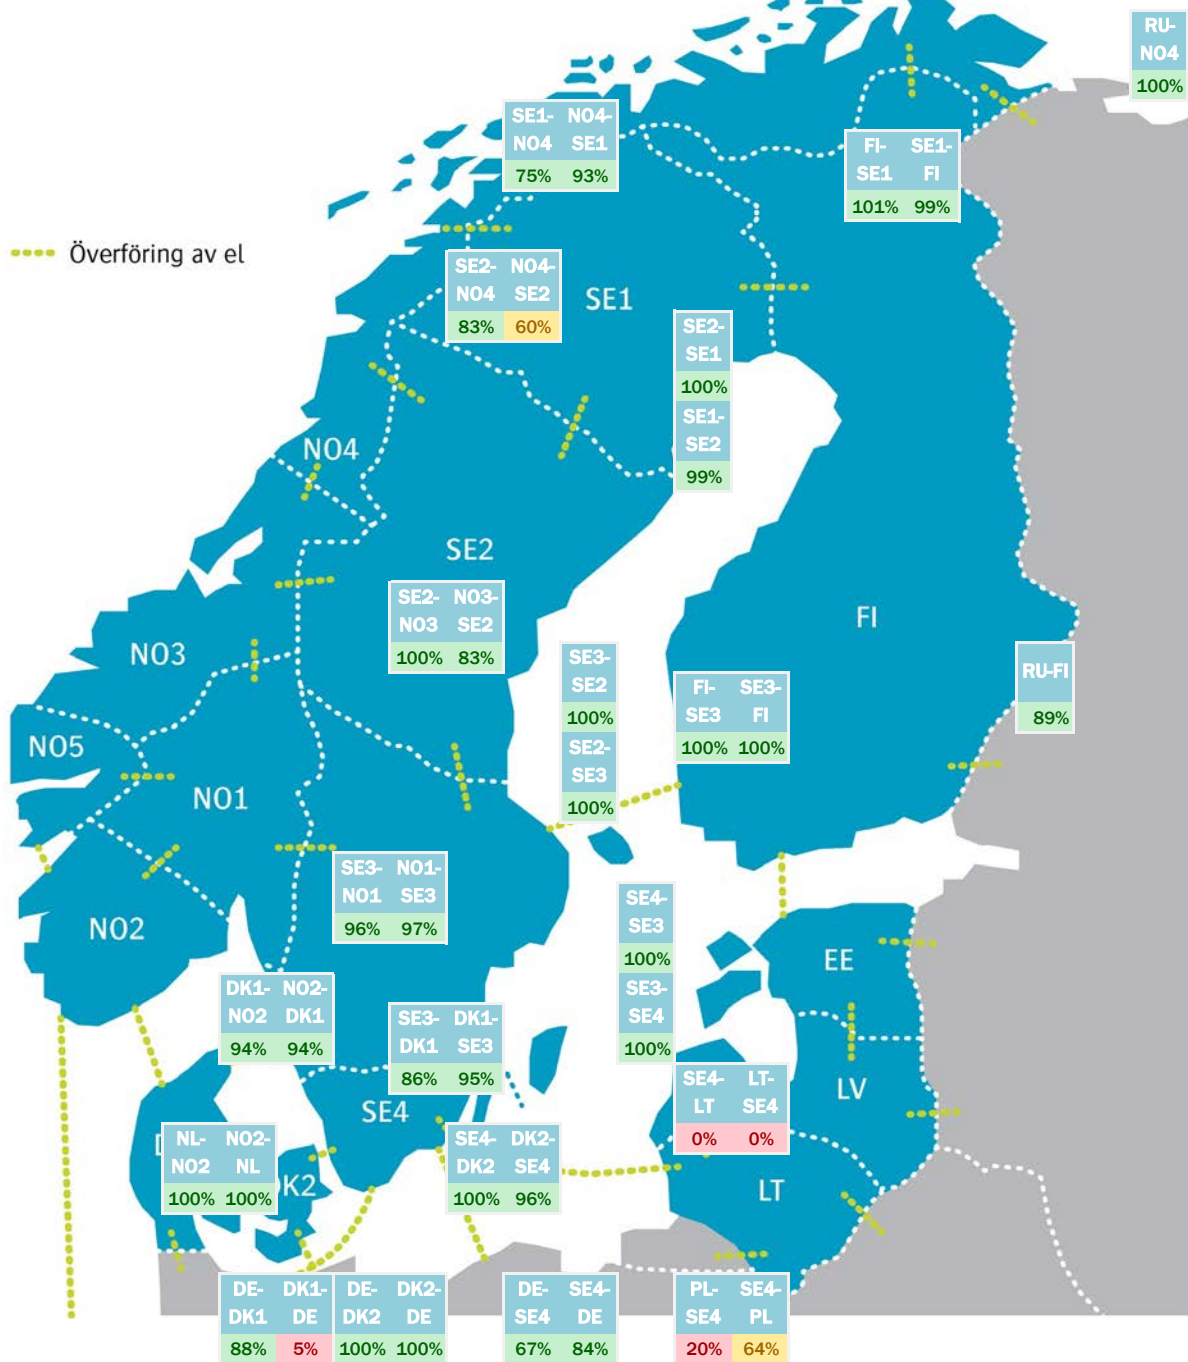 RU-
NO4
100%
SE1- NO4-
NO4 SE1
75% 93%
FI- SE1-
SE1 FI
101% 99%
Överföring av el
SE2- NO4-
NO4 SE2
83% 60%
SE1
SE2-
SE1
100%
SE1-
SE2
99%
NO4
SE2
SE2- NO3-
NO3 SE2
100% 83%
FI
NO3
SE3-
SE2
100%
SE2-
SE3
100%
FI- SE3-
SE3 FI
100% 100%
RU-FI
89%
NO5
NO1
SE3- NO1-
NO1 SE3
96% 97%
NO2
SE4-
SE3
100%
SE3-
SE4
100%
EE
DK1- NO2-
NO2 DK1
94% 94%
SE3- DK1-
DK1 SE3
86% 95%
SE4- LT-
LT SE4
0% 0%
LV
SE4
NL- NO2-
NO2 NL
100% 100%
DK2
SE4- DK2-
DK2 SE4
100% 96%
LT
DE- DK1-
DK1 DE
88% 5%
DE- DK2-
DK2 DE
100% 100%
DE- SE4-
SE4 DE
67% 84%
PL- SE4-
SE4 PL
20% 64%